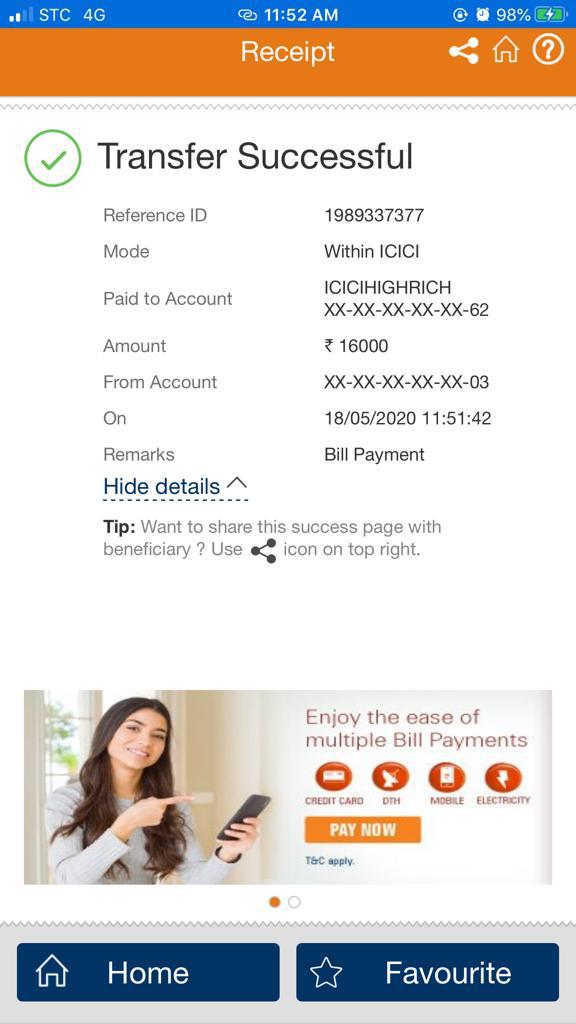 STC 4G 11:52 AM 98%
Receipt
Transfer Successful
Reference ID 1989337377
Mode Within ICICI
Paid to Account ICICIHIGHRICH
XX-XX-XX-XX-XX-62
Amount ₹ 16000
From Account XX-XX-XX-XX-XX-03
On 18/05/2020 11:51:42
Remarks Bill Payment
Hide details
Tip: Want to share this success page with
beneficiary ? Use icon on top right.
Enjoy the ease of
multiple Bill Payments
CREDIT CARD DTH MOBILE ELECTRICITY
PAY NOW
T&C apply.
Home Favourite